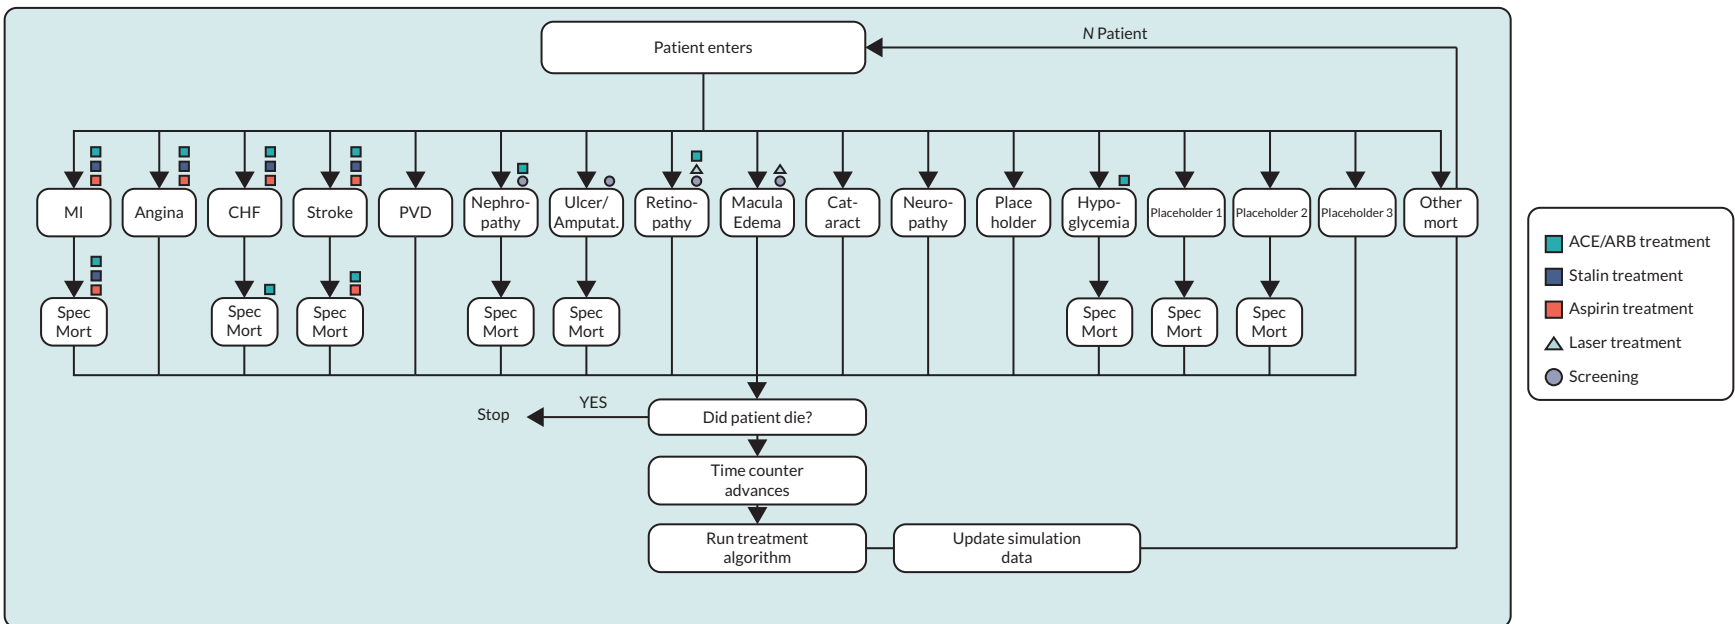 Patient enters
N Patient
MI
Angina
CHF
Stroke
PVD
Nephro-
pathy
Ulcer/
Amputat.
Retino-
pathy
Macula
Edema
Cat-
aract
Neuro-
pathy
Place
holder
Hypo-
glycemia
Placeholder 1
Placeholder 2
Placeholder 3
Other
mort
Spec
Mort
Spec
Mort
Spec
Mort
Spec
Mort
Spec
Mort
Spec
Mort
Spec
Mort
Spec
Mort
Stop
YES
Did patient die?
Time counter
advances
Run treatment
algorithm
Update simulation
data
ACE/ARB treatment
Stalin treatment
Aspirin treatment
Laser treatment
Screening